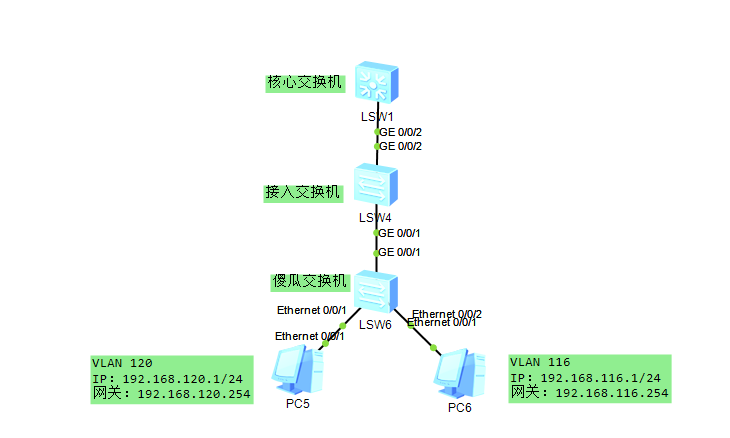 核心交换机
LSW1
GE 0/0/2
GE 0/0/2
接入交换机
LSW4
GE 0/0/1
GE 0/0/1
傻瓜交换机
LSW6
Ethernet 0/0/1
Ethernet 0/0/2
Ethernet 0/0/1
Ethernet 0/0/1
PC5
PC6
VLAN 120
IP: 192.168.120.1/24
网关: 192.168.120.254
VLAN 116
IP: 192.168.116.1/24
网关: 192.168.116.254